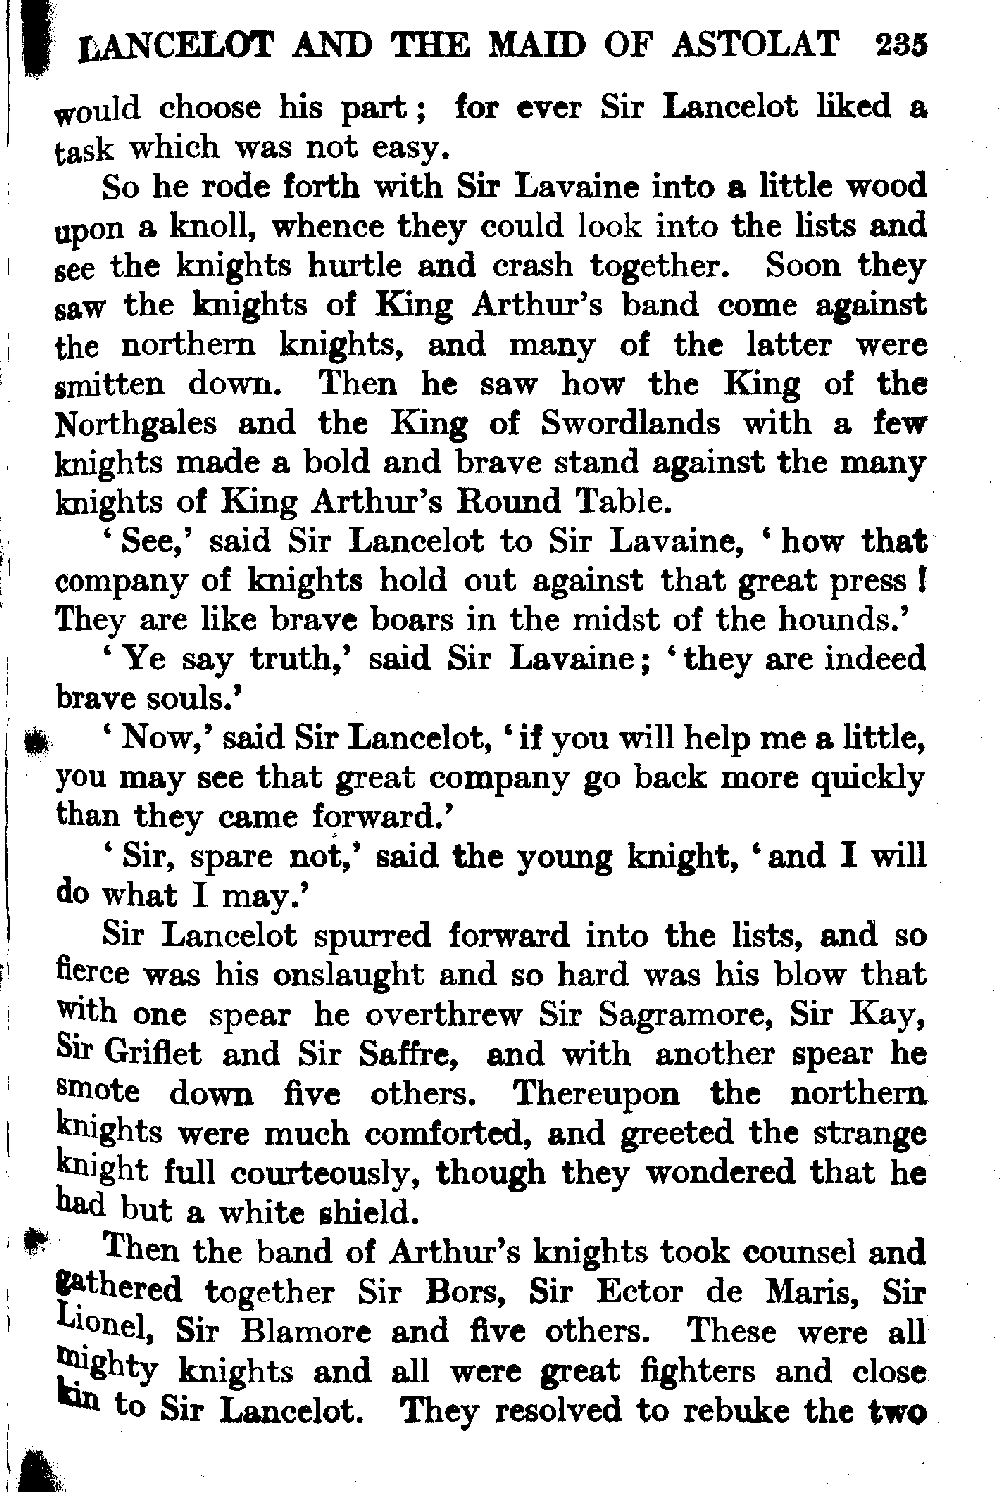 LANCELOT AND THE MAID OF ASTOLAT 235
would choose his part; for ever Sir Lancelot liked a
task which was not easy.
So he rode forth with Sir Lavaine into a little wood
upon a knoll, whence they could look into the lists and
see the knights hurtle and crash together. Soon they
saw the knights of King Arthur's band come against
the northern knights, and many of the latter were
smitten down. Then he saw how the King of the
Northgales and the King of Swordlands with a few
knights made a bold and brave stand against the many
knights of King Arthur's Round Table.
‘See,’ said Sir Lancelot to Sir Lavaine, ‘how that
company of knights hold out against that great press!
They are like brave boars in the midst of the hounds.’
‘Ye say truth,’ said Sir Lavaine; ‘they are indeed
brave souls.’
‘Now,’ said Sir Lancelot, ‘if you will help me a little,
you may see that great company go back more quickly
than they came forward.’
‘Sir, spare not,’ said the young knight, ‘and I will
do what I may.’
Sir Lancelot spurred forward into the lists, and so
fierce was his onslaught and so hard was his blow that
with one spear he overthrew Sir Sagramore, Sir Kay,
Sir Griflet and Sir Saffre, and with another spear he
smote down five others. Thereupon the northern
knights were much comforted, and greeted the strange
knight full courteously, though they wondered that he
had but a white shield.
Then the band of Arthur's knights took counsel and
gathered together Sir Bors, Sir Ector de Maris, Sir
Lionel, Sir Blamore and five others. These were all
mighty knights and all were great fighters and close
kin to Sir Lancelot. They resolved to rebuke the two